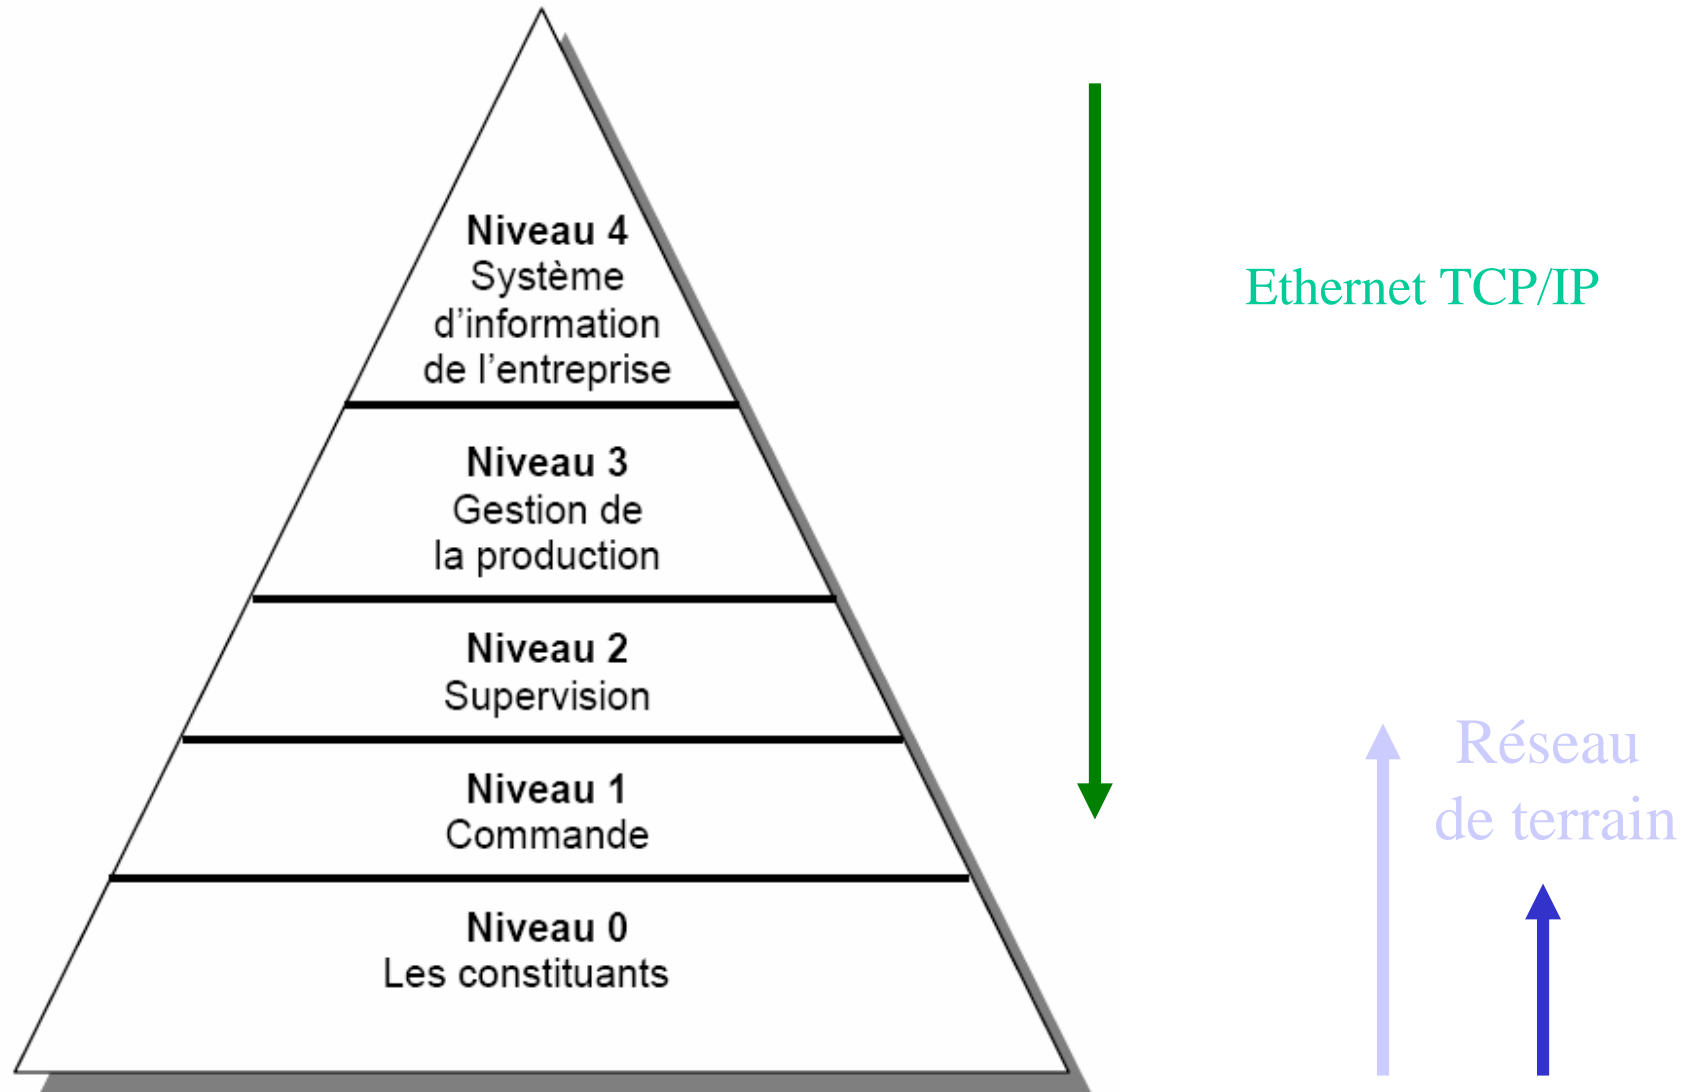 Niveau 4
Système
d’information
de l’entreprise
Niveau 3
Gestion de
la production
Niveau 2
Supervision
Niveau 1
Commande
Niveau 0
Les constituants
Ethernet TCP/IP
Réseau
de terrain